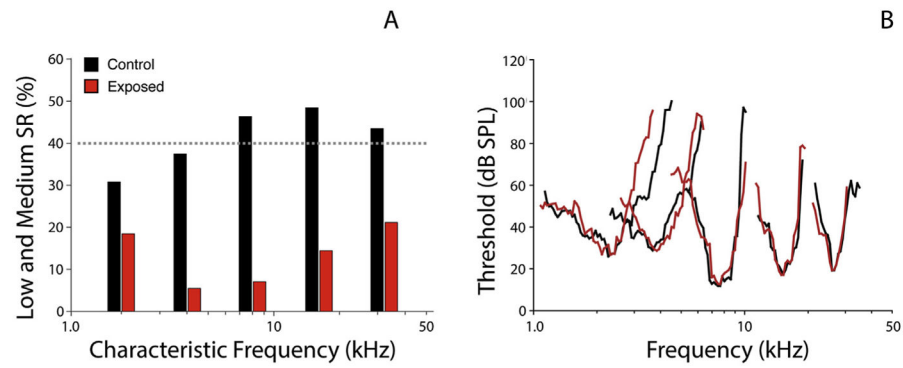 A
Low and Medium SR (%)
60
50
40
30
20
10
0
Control
Exposed
1.0
10
50
Characteristic Frequency (kHz)
B
Threshold (dB SPL)
120
100
80
60
40
20
0
1.0
10
50
Frequency (kHz)